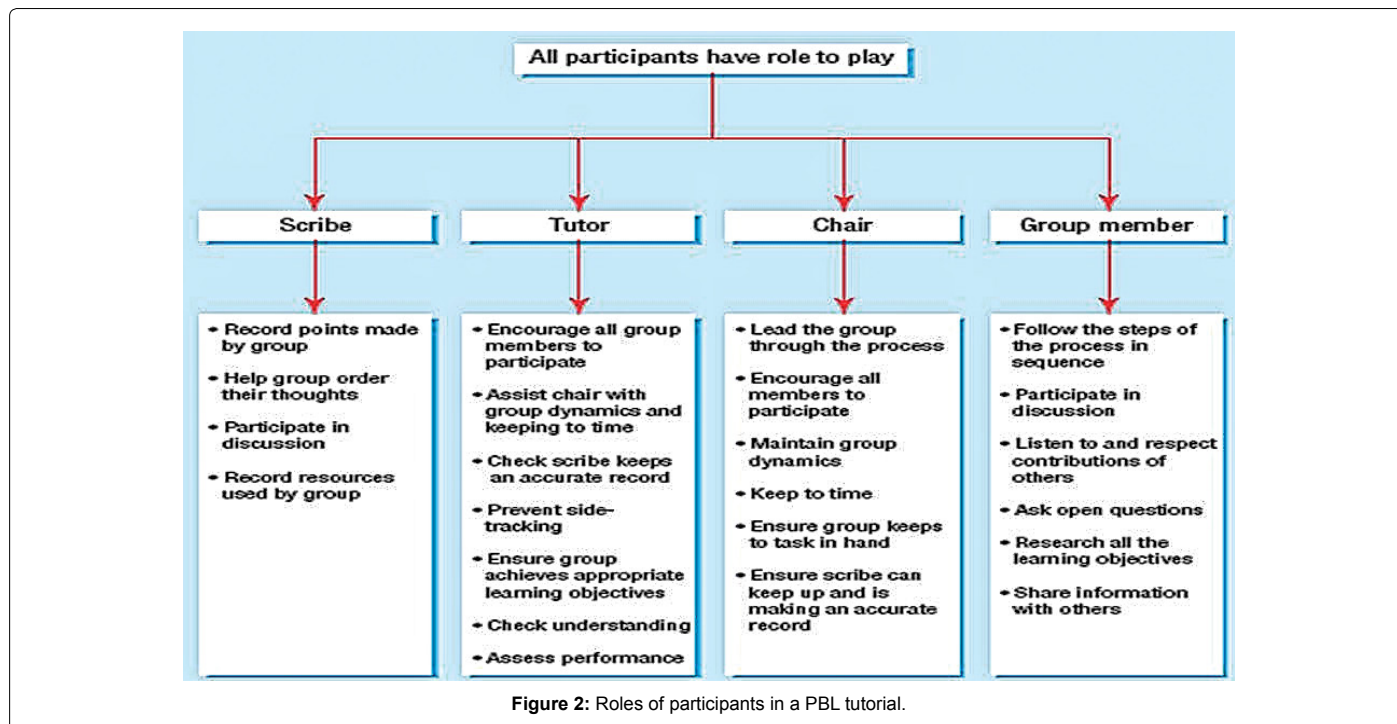 All participants have role to play
Scribe
Tutor
Chair
Group member
• Record points made
by group
• Help group order
their thoughts
• Participate in
discussion
• Record resources
used by group
• Encourage all group
members to
participate
• Assist chair with
group dynamics and
keeping to time
• Check scribe keeps
an accurate record
• Prevent side-
tracking
• Ensure group
achieves appropriate
learning objectives
• Check understanding
• Assess performance
• Lead the group
through the process
• Encourage all
members to
participate
• Maintain group
dynamics
• Keep to time
• Ensure group keeps
to task in hand
• Ensure scribe can
keep up and is
making an accurate
record
• Follow the steps of
the process in
sequence
• Participate in
discussion
• Listen to and respect
contributions of
others
• Ask open questions
• Research all the
learning objectives
• Share information
with others
Figure 2: Roles of participants in a PBL tutorial.